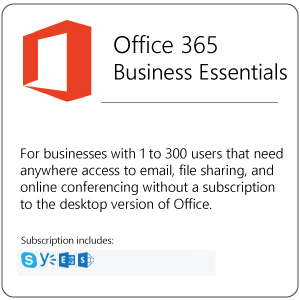 Office 365
Business Essentials
For businesses with 1 to 300 users that need
anywhere access to email, file sharing, and
online conferencing without a subscription
to the desktop version of Office.
Subscription includes: